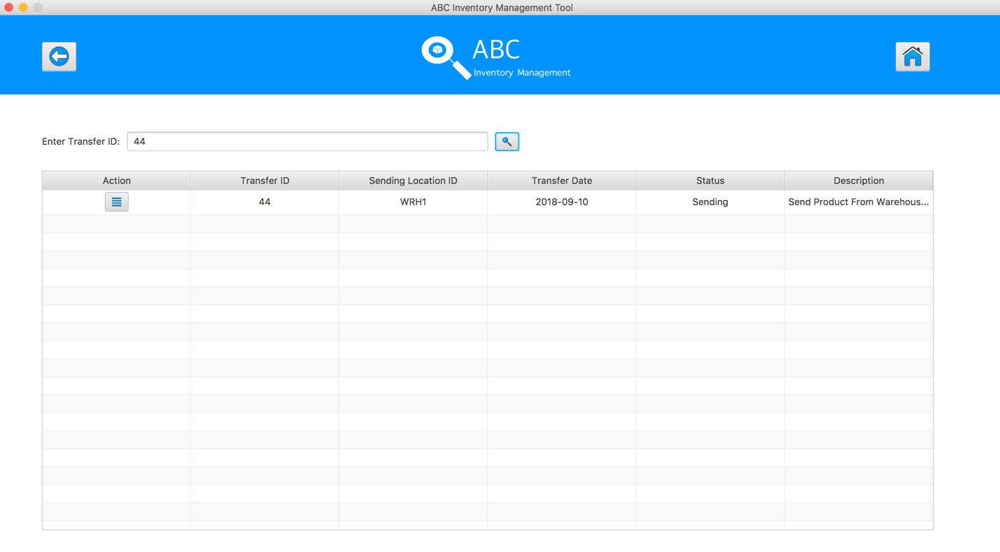 ABC Inventory Management Tool
ABC
Inventory Management
Enter Transfer ID: 44
Action Transfer ID Sending Location ID Transfer Date Status Description
44 WRH1 2018-09-10 Sending Send Product From Warehous...